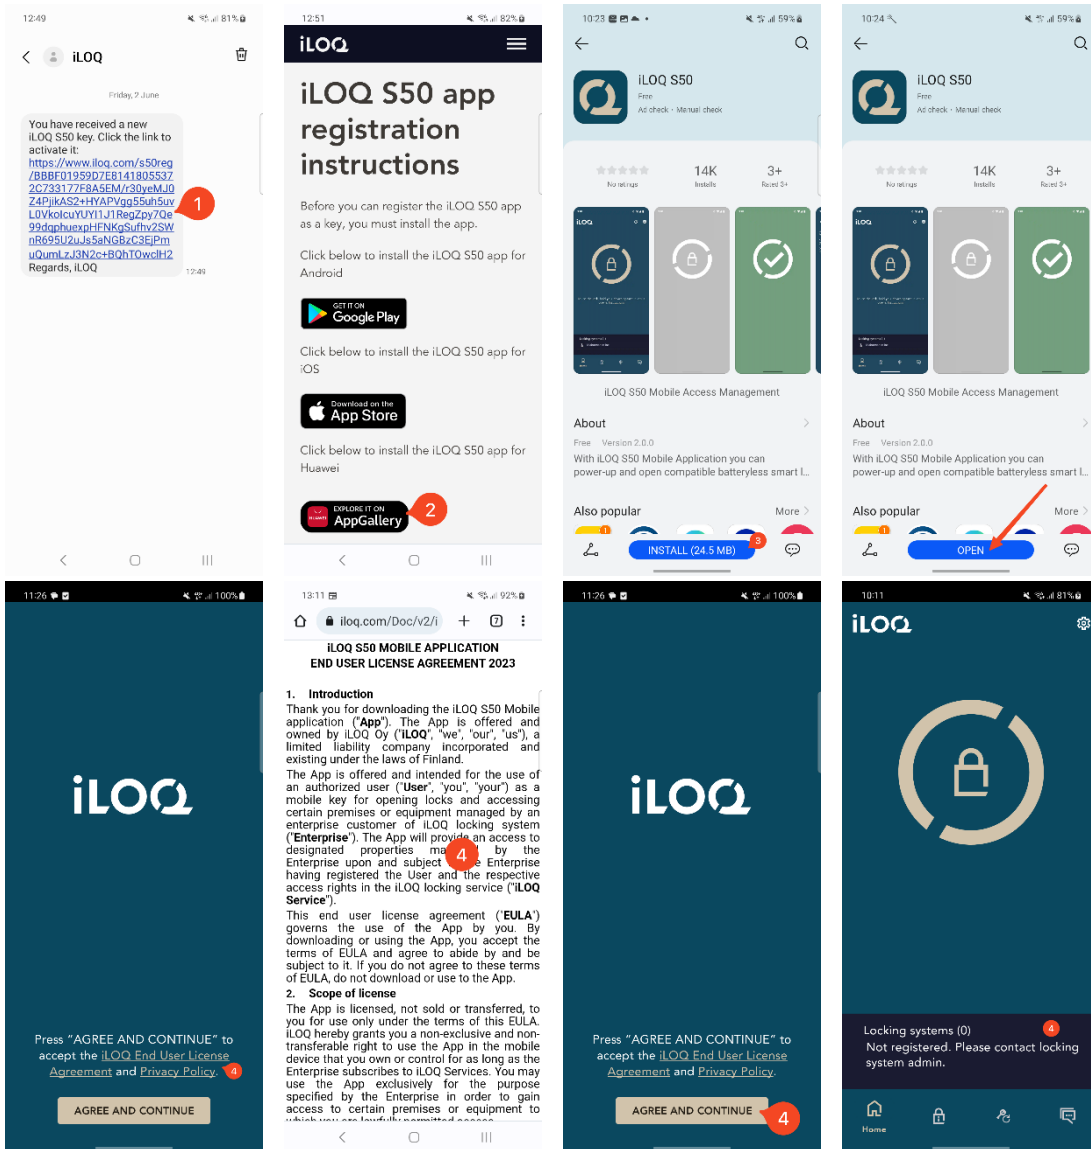 12:49
81%
iLOQ
Friday, 2 June
You have received a new
iLOQ S50 key. Click the link to
activate it:
https://www.iloq.com/s50reg
/BBBF01959D7E8141805537
2C733177F8A5EM/r30yeMJ0
Z4PjikAS2+HYAPVgg55uh5uv
L0VkoIcuYUYI1J1RegZpy7Qe
99dqphuexpHFNKgSufhv2SW
nR695U2uJs5aNGBzC3EjPm
uQumLzJ3N2c+BQhTOwclH2
Regards, iLOQ
12:49
1
12:51
82%
iLOQ
iLOQ S50 app
registration
instructions
Before you can register the iLOQ S50 app
as a key, you must install the app.
Click below to install the iLOQ S50 app for
Android
GET IT ON
Google Play
Click below to install the iLOQ S50 app for
iOS
Download on the
App Store
Click below to install the iLOQ S50 app for
Huawei
HUAWEI
EXPLORE IT ON
AppGallery
2
10:23
59%
iLOQ S50
Free
Ad check · Manual check
No ratings
14K
Installs
3+
Rated 3+
iLOQ
iLOQ S50 Mobile Access Management
About
Free Version 2.0.0
With iLOQ S50 Mobile Application you can
power-up and open compatible batteryless smart l...
Also popular
More
1
INSTALL (24.5 MB)
3
10:24
59%
iLOQ S50
Free
Ad check · Manual check
No ratings
14K
Installs
3+
Rated 3+
iLOQ
iLOQ S50 Mobile Access Management
About
Free Version 2.0.0
With iLOQ S50 Mobile Application you can
power-up and open compatible batteryless smart l...
Also popular
More
1
OPEN
11:26
100%
iLOQ
Press "AGREE AND CONTINUE" to
accept the iLOQ End User License
Agreement and Privacy Policy.
4
AGREE AND CONTINUE
13:11
92%
iloq.com/Doc/v2/i
7
iLOQ S50 MOBILE APPLICATION
END USER LICENSE AGREEMENT 2023
1. Introduction
Thank you for downloading the iLOQ S50 Mobile
application ("App"). The App is offered and
owned by iLOQ Oy ("iLOQ", "we", "our", "us"), a
limited liability company incorporated and
existing under the laws of Finland.
The App is offered and intended for the use of
an authorized user ("User", "you", "your") as a
mobile key for opening locks and accessing
certain premises or equipment managed by an
enterprise customer of iLOQ locking system
("Enterprise"). The App will provide an access to
designated properties ma by the
Enterprise upon and subject Enterprise
having registered the User and the respective
access rights in the iLOQ locking service ("iLOQ
Service").
4
This end user license agreement ("EULA")
governs the use of the App by you. By
downloading or using the App, you accept the
terms of EULA and agree to abide by and be
subject to it. If you do not agree to these terms
of EULA, do not download or use to the App.
2. Scope of license
The App is licensed, not sold or transferred, to
you for use only under the terms of this EULA.
iLOQ hereby grants you a non-exclusive and non-
transferable right to use the App in the mobile
device that you own or control for as long as the
Enterprise subscribes to iLOQ Services. You may
use the App exclusively for the purpose
specified by the Enterprise in order to gain
access to certain premises or equipment to
11:26
100%
iLOQ
Press "AGREE AND CONTINUE" to
accept the iLOQ End User License
Agreement and Privacy Policy.
AGREE AND CONTINUE
4
10:11
81%
iLOQ
Locking systems (0)
4
Not registered. Please contact locking
system admin.
Home